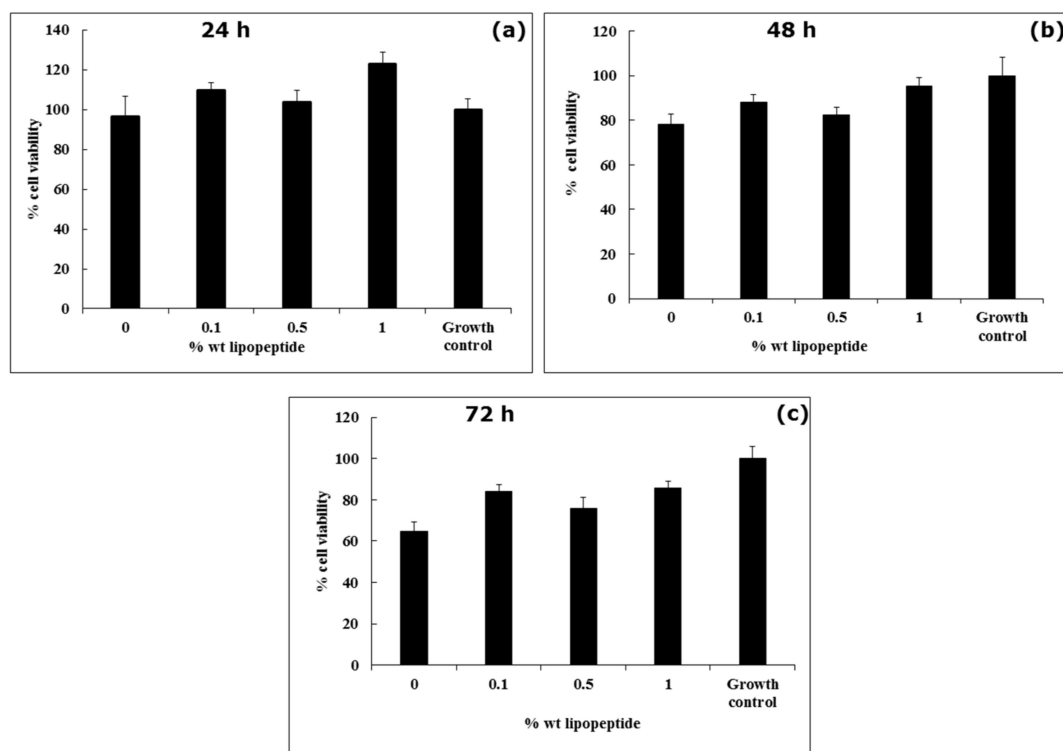 24 h
(a)
140
120
100
80
60
40
20
0
% cell viability
0 0.1 0.5 1 Growth
control
% wt lipopeptide
48 h
(b)
120
100
80
60
40
20
0
% cell viability
0 0.1 0.5 1 Growth
control
% wt lipopeptide
72 h
(c)
120
100
80
60
40
20
0
% cell viability
0 0.1 0.5 1 Growth
control
% wt lipopeptide